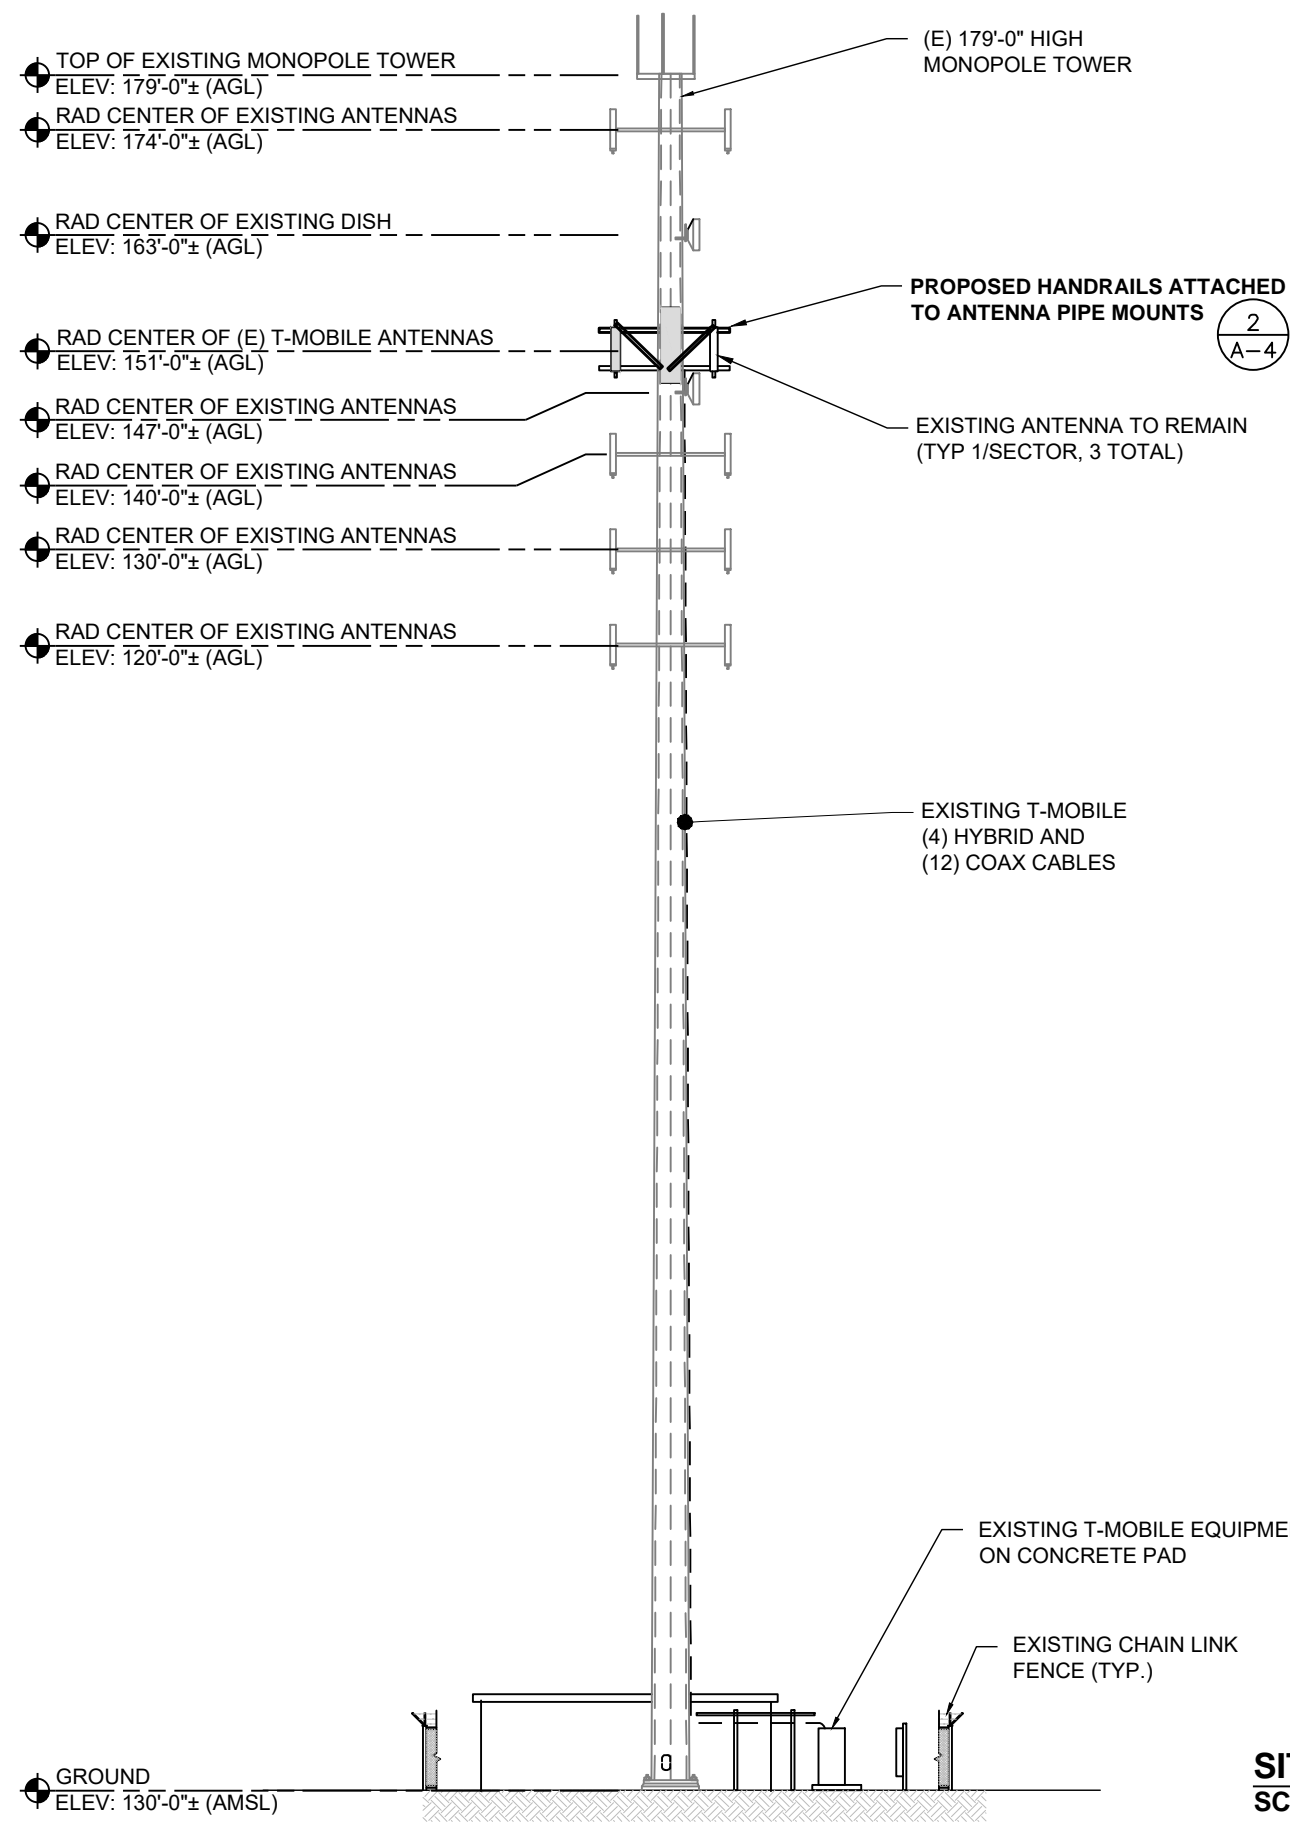 TOP OF EXISTING MONOPOLE TOWER
ELEV: 179'-0"± (AGL)
(E) 179'-0" HIGH
MONOPOLE TOWER
RAD CENTER OF EXISTING ANTENNAS
ELEV: 174'-0"± (AGL)
RAD CENTER OF EXISTING DISH
ELEV: 163'-0"± (AGL)
PROPOSED HANDRAILS ATTACHED
TO ANTENNA PIPE MOUNTS
2
A-4
RAD CENTER OF (E) T-MOBILE ANTENNAS
ELEV: 151'-0"± (AGL)
RAD CENTER OF EXISTING ANTENNAS
ELEV: 147'-0"± (AGL)
EXISTING ANTENNA TO REMAIN
(TYP 1/SECTOR, 3 TOTAL)
RAD CENTER OF EXISTING ANTENNAS
ELEV: 140'-0"± (AGL)
RAD CENTER OF EXISTING ANTENNAS
ELEV: 130'-0"± (AGL)
RAD CENTER OF EXISTING ANTENNAS
ELEV: 120'-0"± (AGL)
EXISTING T-MOBILE
(4) HYBRID AND
(12) COAX CABLES
EXISTING T-MOBILE
ON CONCRETE PAD
EXISTING CHAIN LINK
FENCE (TYP.)
GROUND
ELEV: 130'-0"± (AMSL)